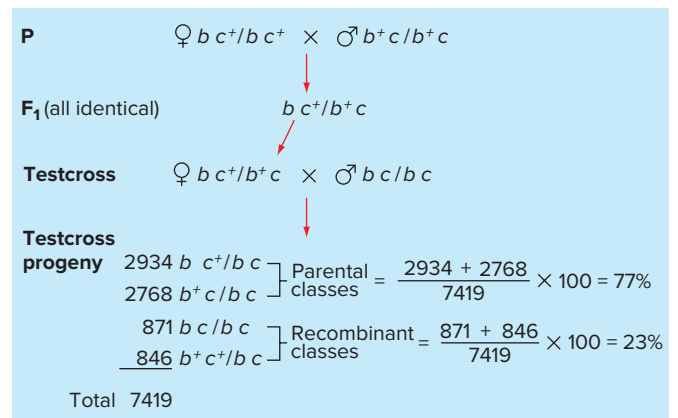 P ♀ b c⁺/b c⁺ × ♂ b⁺c/b⁺c
F₁ (all identical) b c⁺/b⁺ c
Testcross ♀ b c⁺/b⁺ c × ♂ b c/b c
Testcross
progeny
2934 b c⁺/b c
2768 b⁺ c/b c
Parental
classes
= 2934 + 2768
7419
× 100 = 77%
871 b c/b c
846 b⁺ c⁺/b c
Recombinant
classes
= 871 + 846
7419
× 100 = 23%
Total 7419